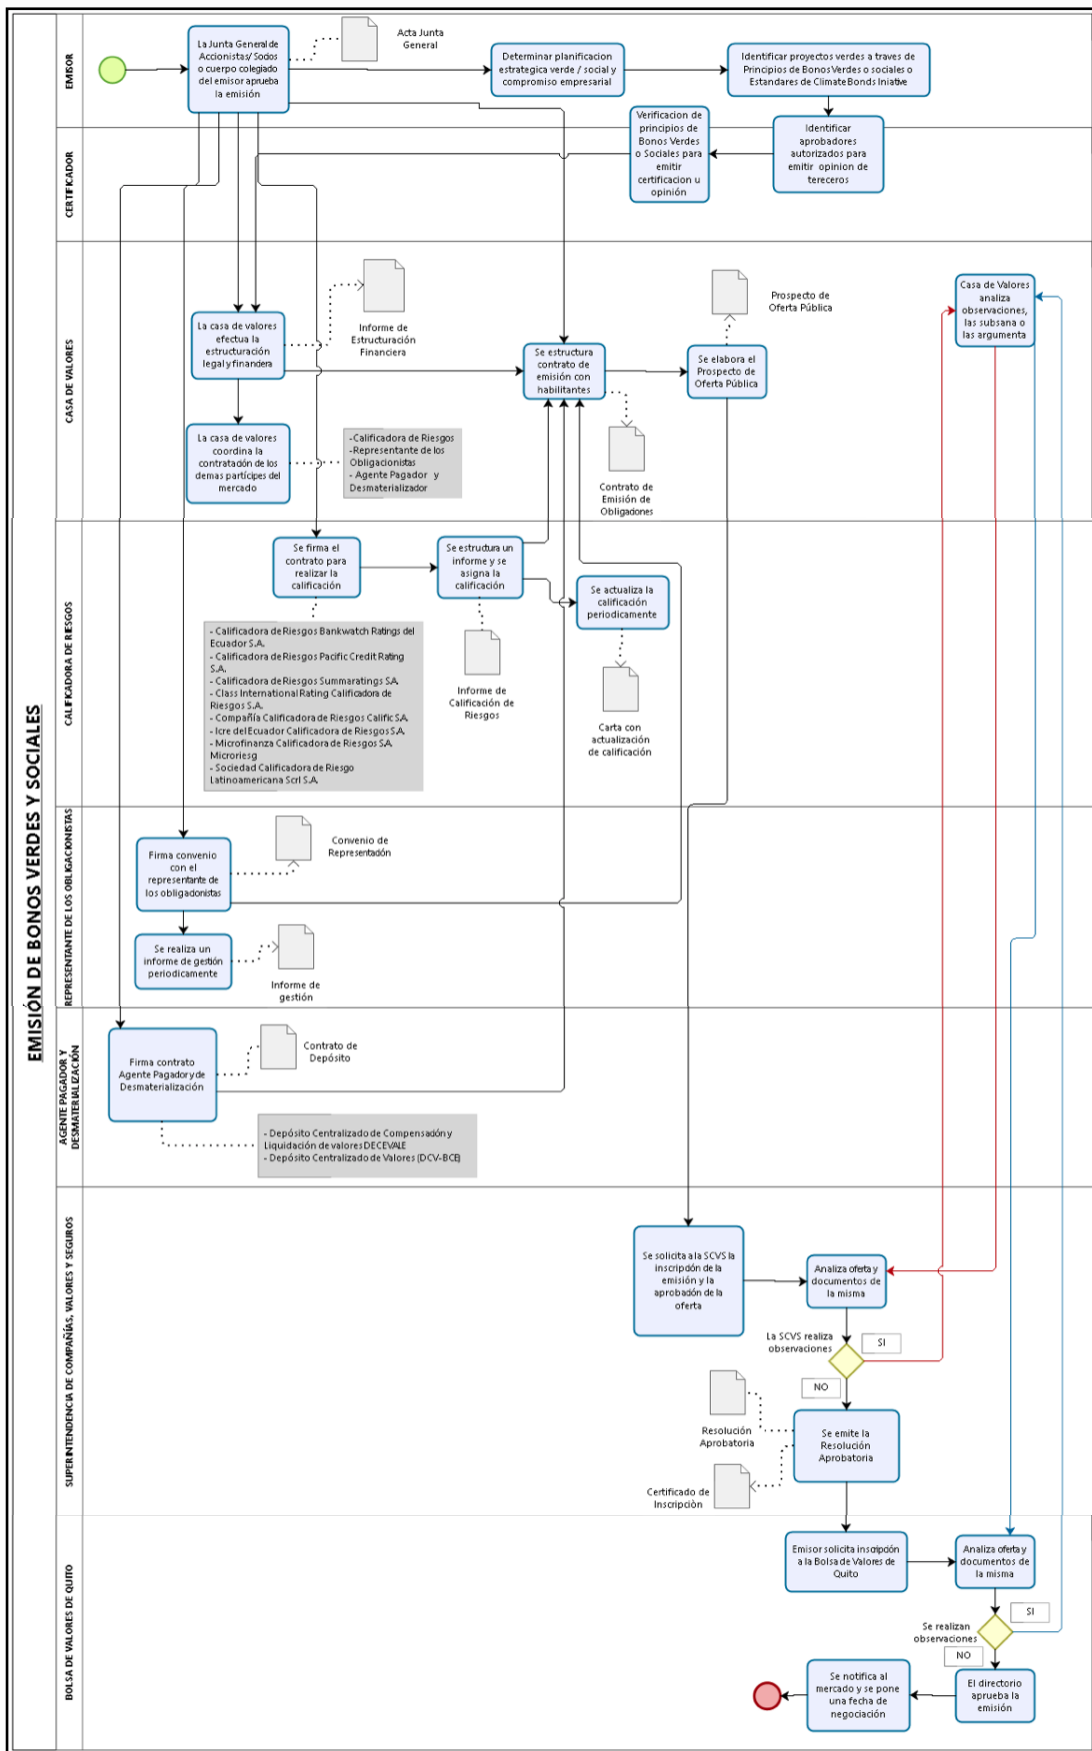 EMISIÓN DE BONOS VERDES Y SOCIALES
EMISOR
La Junta General de
Accionistas/ Socios
o cuerpo colegiado
del emisor aprueba
la emisión
Acta Junta
General
Determinar planificacion
estrategica verde / social y
compromiso empresarial
Identificar proyectos verdes a traves de
Principios de Bonos Verdes o sociales o
Estandares de Climate Bonds Iniative
CERTIFICADOR
Verificacion de
principios de
Bonos Verdes
o Sociales para
emitir
certificacion u
opinión
Identificar
aprobadores
autorizados para
emitir opinion de
tereceros
CASA DE VALORES
La casa de valores
efectua la
estructuración
legal y financiera
Informe de
Estructuración
Financiera
Se estructura
contrato de
emisión con
habilitantes
Prospecto de
Oferta Pública
Se elabora el
Prospecto de
Oferta Pública
Casa de Valores
analiza
observaciones,
las subsana o
las argumenta
La casa de valores
coordina la
contratación de los
demas partícipes del
mercado
-Calificadora de Riesgos
-Representante de los
Obligacionistas
- Agente Pagador y
Desmaterializador
Contrato de
Emisión de
Obligaciones
CALIFICADORA DE RIESGOS
Se firma el
contrato para
realizar la
calificación
Se estructura un
informe y se
asigna la
calificación
Se actualiza la
calificación
periodicamente
- Calificadora de Riesgos Bankwatch Ratings del
Ecuador S.A.
- Calificadora de Riesgos Pacific Credit Rating
S.A.
- Calificadora de Riesgos Summaratings S.A.
- Class International Rating Calificadora de
Riesgos S.A.
- Compañía Calificadora de Riesgos Calific S.A.
- Icre del Ecuador Calificadora de Riesgos S.A.
- Microfinanza Calificadora de Riesgos S.A.
Microriesg
- Sociedad Calificadora de Riesgo
Latinoamericana Scrl S.A.
Informe de
Calificación de
Riesgos
Carta con
actualización
de calificación
REPRESENTANTE DE LOS OBLIGACIONISTAS
Firma convenio
con el
representante de
los obligacionistas
Convenio de
Representación
Se realiza un
informe de gestión
periodicamente
Informe de
gestión
AGENTE PAGADOR Y
DESMATERIALIZACIÓN
Firma contrato
Agente Pagador y de
Desmaterialización
Contrato de
Depósito
- Depósito Centralizado de Compensación y
Liquidación de valores DECEVALE
- Depósito Centralizado de Valores (DCV-BCE)
SUPERINTENDENCIA DE COMPAÑÍAS, VALORES Y SEGUROS
Se solicita a la SCVS la
inscripción de la
emisión y la
aprobación de la
oferta
Analiza oferta y
documentos de
la misma
La SCVS realiza
observaciones
SI
NO
Resolución
Aprobatoria
Se emite la
Resolución
Aprobatoria
Certificado de
Inscripciòn
BOLSA DE VALORES DE QUITO
Emisor solicita inscripción
a la Bolsa de Valores de
Quito
Analiza oferta y
documentos de
la misma
Se realizan
observaciones
SI
NO
Se notifica al
mercado y se pone
una fecha de
negociación
El directorio
aprueba la
emisión